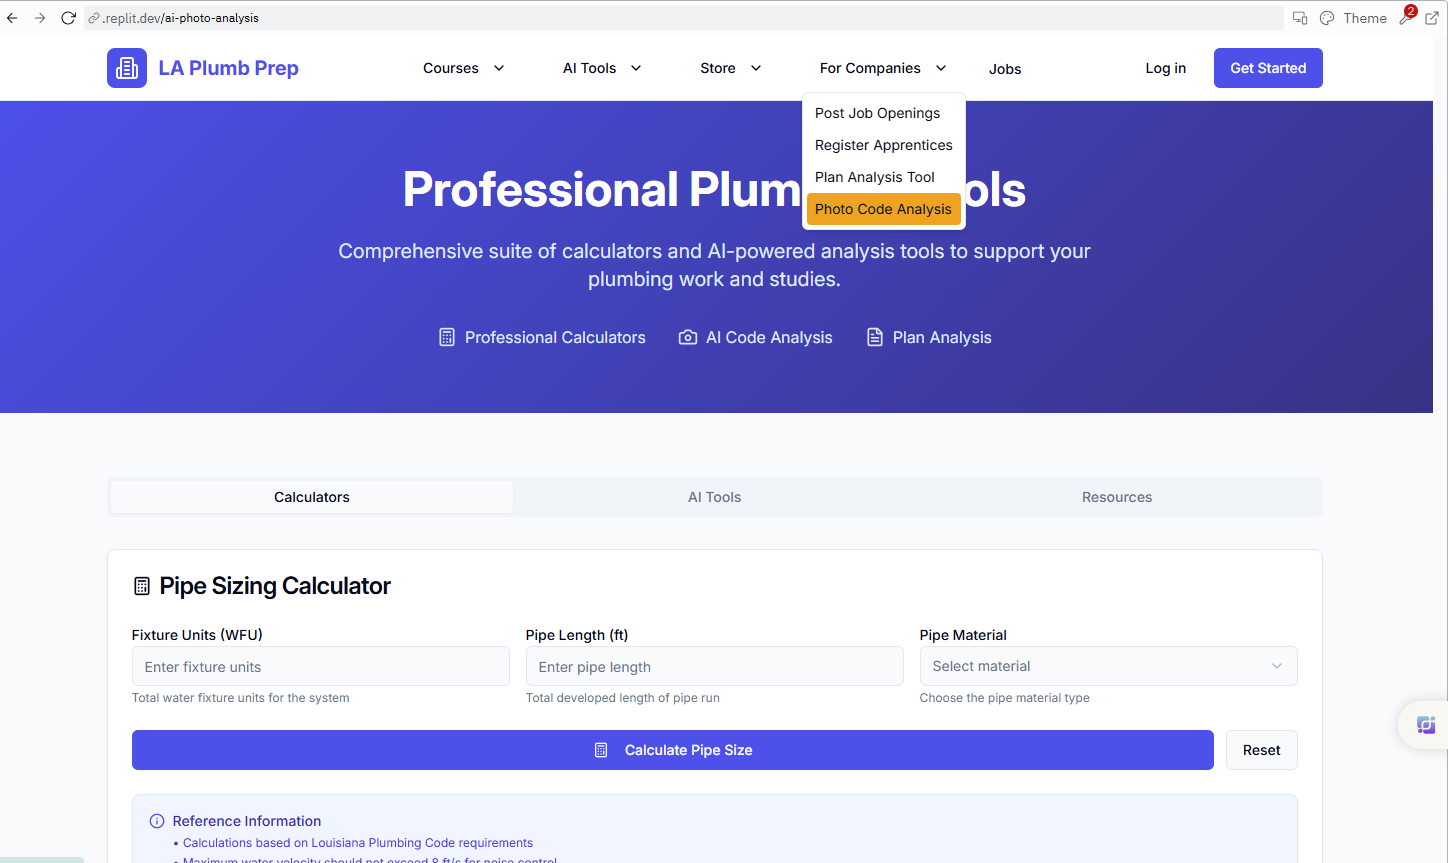 .replit.dev/ai-photo-analysis
Theme
2
LA Plumb Prep
Courses
AI Tools
Store
For Companies
Jobs
Log in
Get Started
Post Job Openings
Register Apprentices
Plan Analysis Tool
Photo Code Analysis
Professional Plum ols
Comprehensive suite of calculators and AI-powered analysis tools to support your
plumbing work and studies.
Professional Calculators
AI Code Analysis
Plan Analysis
Calculators
AI Tools
Resources
Pipe Sizing Calculator
Fixture Units (WFU)
Pipe Length (ft)
Pipe Material
Enter fixture units
Enter pipe length
Select material
Total water fixture units for the system
Total developed length of pipe run
Choose the pipe material type
Calculate Pipe Size
Reset
Reference Information
• Calculations based on Louisiana Plumbing Code requirements
• Maximum water velocity should not exceed 8 ft/s for noise control